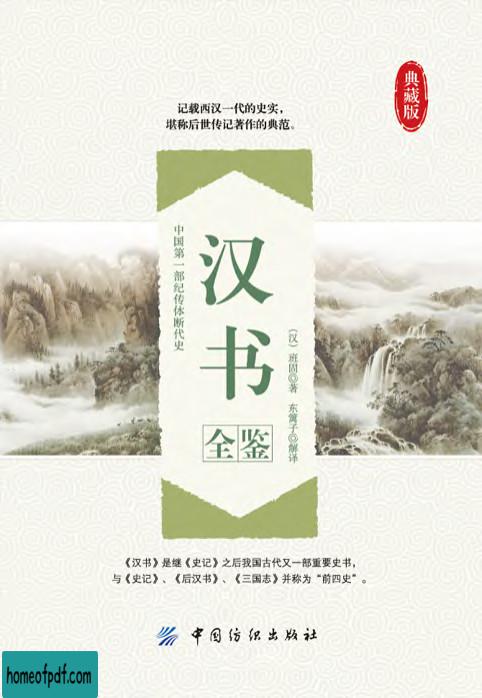 典藏版
记载西汉一代的史实，
堪称后世传记著作的典范。
中国第一部纪传体断代史
汉书
全鉴
（汉）班固◎著 东篱子◎解译
《汉书》是继《史记》之后我国古代又一部重要史书，
与《史记》、《后汉书》、《三国志》并称为“前四史”。
中国纺织出版社
homeofpdf.com